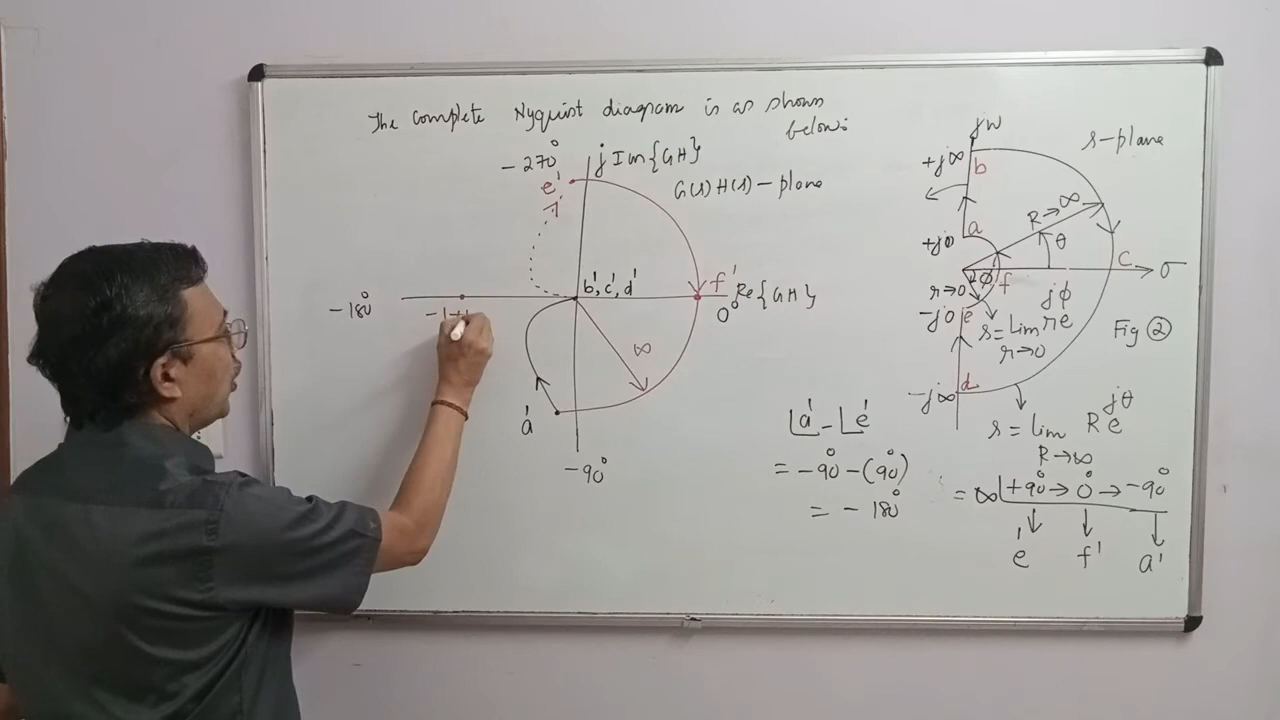 The complete Nyquist diagram is as shown
below:
-270°
j Im{GH}
G(s)H(s)-plane
e'
b', c', d'
f'
Re{GH}
0°
-180°
-1+
∞
a'
-90°
∠a' - ∠e'
= -90° - (90°)
= -180°
jω
s-plane
+j∞
b
R→∞
a
+j0
θ
c
σ
φ
f
r→0
-j0
e
s = Lim re^jφ
r→0
Fig ②
-j∞
d
s = Lim R e^jθ
R→∞
= ∞∠+90° → 0° → -90°
e' f' a'